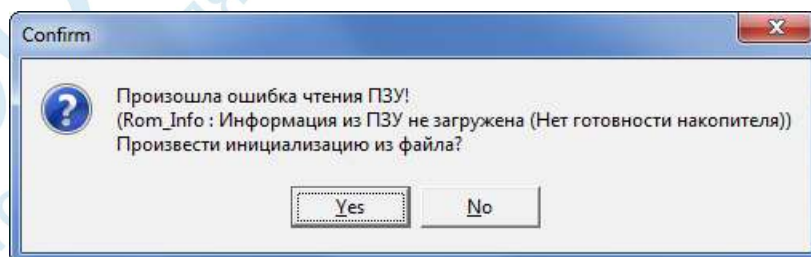 Confirm
Произошла ошибка чтения ПЗУ!
(Rom_Info : Информация из ПЗУ не загружена (Нет готовности накопителя))
Произвести инициализацию из файла?
Yes
No